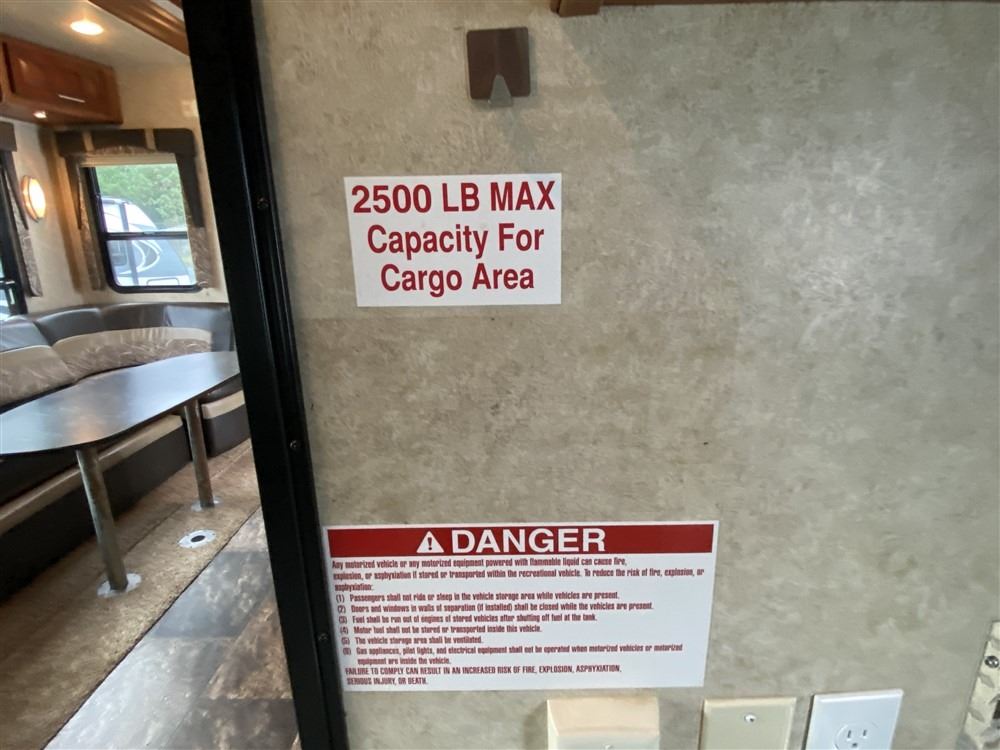 2500 LB MAX
Capacity For
Cargo Area
DANGER
Any motorized vehicle or any motorized equipment powered with flammable liquid can cause fire,
explosion, or asphyxiation if stored or transported within the recreational vehicle. To reduce the risk of fire, explosion, or
asphyxiation:
(1) Passengers shall not ride or sleep in the vehicle storage area while vehicles are present.
(2) Doors and windows in walls of separation (if installed) shall be closed while the vehicles are present.
(3) Fuel shall be run out of engines of stored vehicles after shutting off fuel at the tank.
(4) Motor fuel shall not be stored or transported inside this vehicle.
(5) The vehicle storage area shall be ventilated.
(6) Gas appliances, pilot lights, and electrical equipment shall not be operated when motorized vehicles or motorized
equipment are inside the vehicle.
FAILURE TO COMPLY CAN RESULT IN AN INCREASED RISK OF FIRE, EXPLOSION, ASPHYXIATION,
SERIOUS INJURY, OR DEATH.